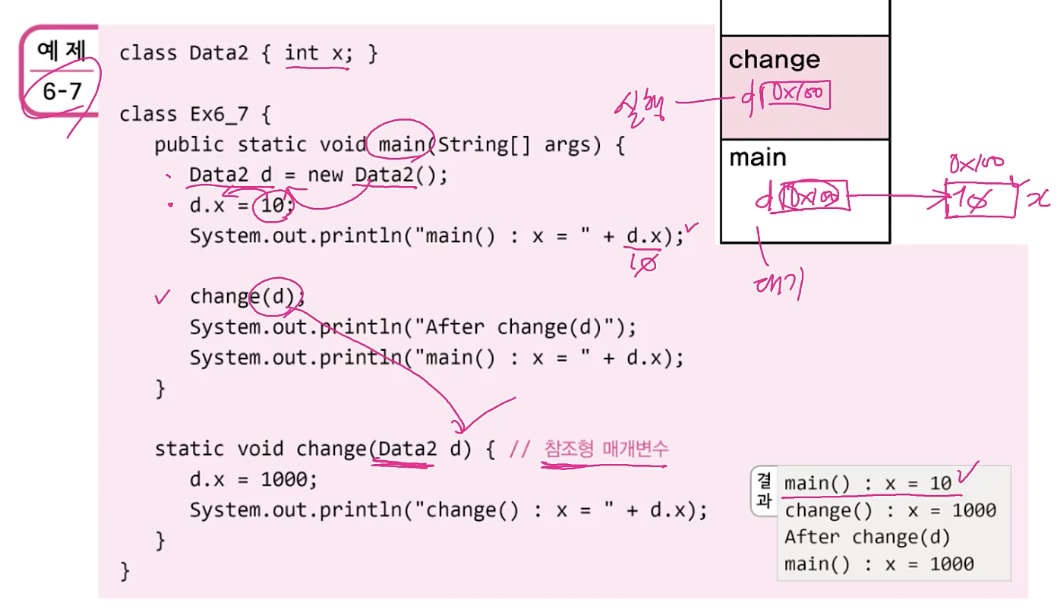 예제
6-7
class Data2 { int x; }
class Ex6_7 {
public static void main(String[] args) {
Data2 d = new Data2();
d.x = 10;
System.out.println("main() : x = " + d.x);
10
change(d);
System.out.println("After change(d)");
System.out.println("main() : x = " + d.x);
}
static void change(Data2 d) { // 참조형 매개변수
d.x = 1000;
System.out.println("change() : x = " + d.x);
}
}
change
실행
d 0x100
main
d 0x100
대기
0x100
10 x
결과
main() : x = 10
change() : x = 1000
After change(d)
main() : x = 1000